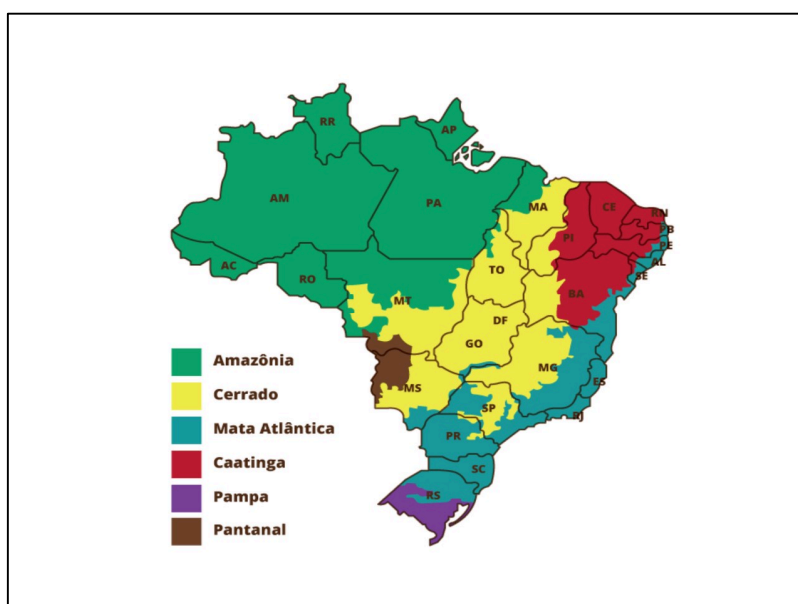 RR
AP
AM
PA
MA
CE
RN
PB
PI
PE
AC
AL
RO
TO
SE
MT
BA
DF
GO
MG
MS
ES
SP
RJ
PR
SC
RS
Amazônia
Cerrado
Mata Atlântica
Caatinga
Pampa
Pantanal